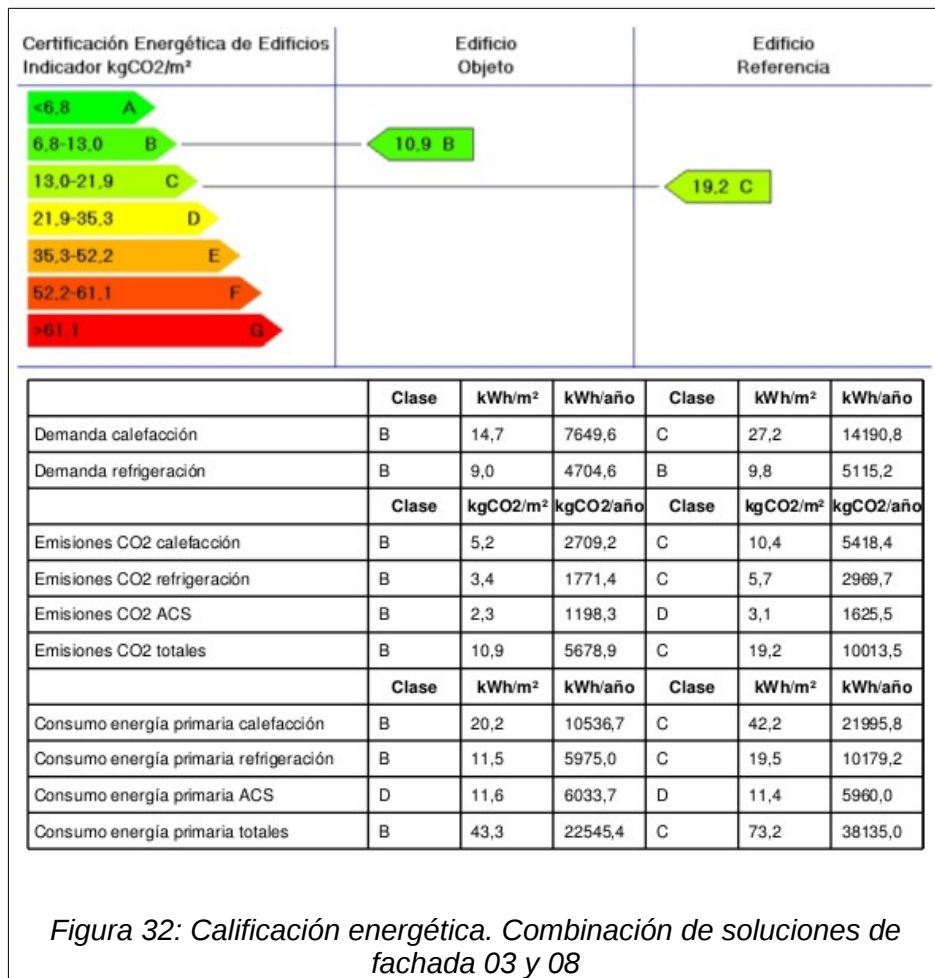 Certificación Energética de Edificios
Indicador kgCO2/m²
Edificio
Objeto
Edificio
Referencia
<6,8 A
6,8-13,0 B
10,9 B
13,0-21,9 C
19,2 C
21,9-35,3 D
35,3-52,2 E
52,2-61,1 F
>61,1 G
Clase kWh/m² kWh/año Clase kWh/m² kWh/año
Demanda calefacción B 14,7 7649,6 C 27,2 14190,8
Demanda refrigeración B 9,0 4704,6 B 9,8 5115,2
Clase kgCO2/m² kgCO2/año Clase kgCO2/m² kgCO2/año
Emisiones CO2 calefacción B 5,2 2709,2 C 10,4 5418,4
Emisiones CO2 refrigeración B 3,4 1771,4 C 5,7 2969,7
Emisiones CO2 ACS B 2,3 1198,3 D 3,1 1625,5
Emisiones CO2 totales B 10,9 5678,9 C 19,2 10013,5
Clase kWh/m² kWh/año Clase kWh/m² kWh/año
Consumo energía primaria calefacción B 20,2 10536,7 C 42,2 21995,8
Consumo energía primaria refrigeración B 11,5 5975,0 C 19,5 10179,2
Consumo energía primaria ACS D 11,6 6033,7 D 11,4 5960,0
Consumo energía primaria totales B 43,3 22545,4 C 73,2 38135,0
Figura 32: Calificación energética. Combinación de soluciones de
fachada 03 y 08